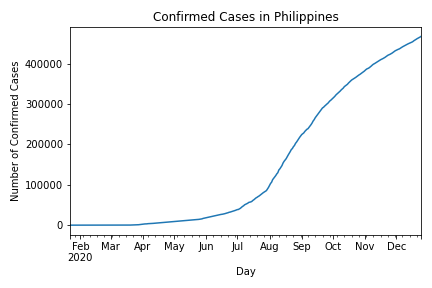 Confirmed Cases in Philippines
Number of Confirmed Cases
400000
300000
200000
100000
0
Feb Mar Apr May Jun Jul Aug Sep Oct Nov Dec
2020
Day